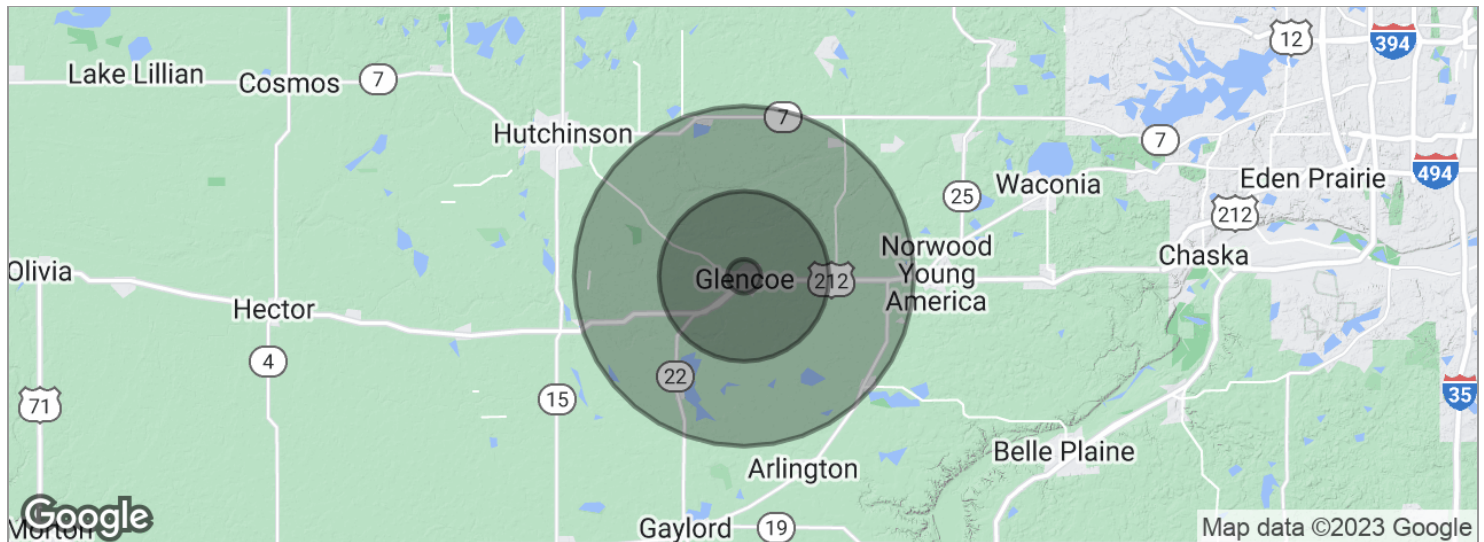 12
394
Lake Lillian
Cosmos
7
7
Hutchinson
7
494
Waconia
Eden Prairie
25
212
Norwood
Young
America
Chaska
Olivia
Glencoe
212
Hector
4
22
71
15
35
Belle Plaine
Arlington
Google
Morton
Gaylord
19
Map data ©2023 Google